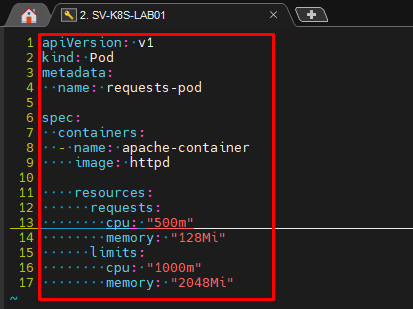 2. SV-K8S-LAB01
1 apiVersion: v1
2 kind: Pod
3 metadata:
4   name: requests-pod
5
6 spec:
7   containers:
8   - name: apache-container
9     image: httpd
10
11     resources:
12       requests:
13         cpu: "500m"
14         memory: "128Mi"
15       limits:
16         cpu: "1000m"
17         memory: "2048Mi"
~